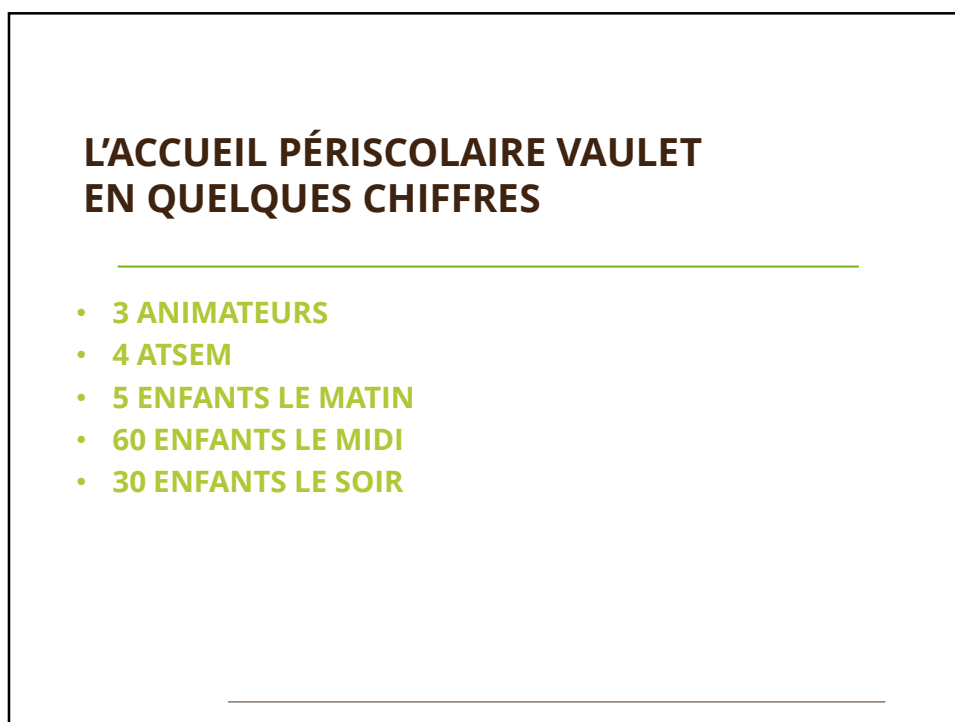 L’ACCUEIL PÉRISCOLAIRE VAULET
EN QUELQUES CHIFFRES
• 3 ANIMATEURS
• 4 ATSEM
• 5 ENFANTS LE MATIN
• 60 ENFANTS LE MIDI
• 30 ENFANTS LE SOIR